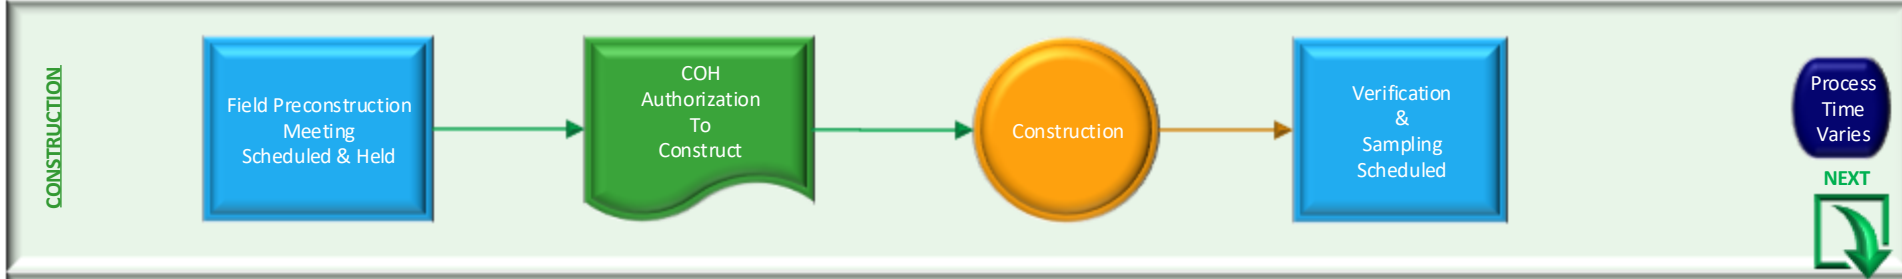 CONSTRUCTION
Field Preconstruction
Meeting
Scheduled & Held
COH
Authorization
To
Construct
Construction
Verification
&
Sampling
Scheduled
Process
Time
Varies
NEXT